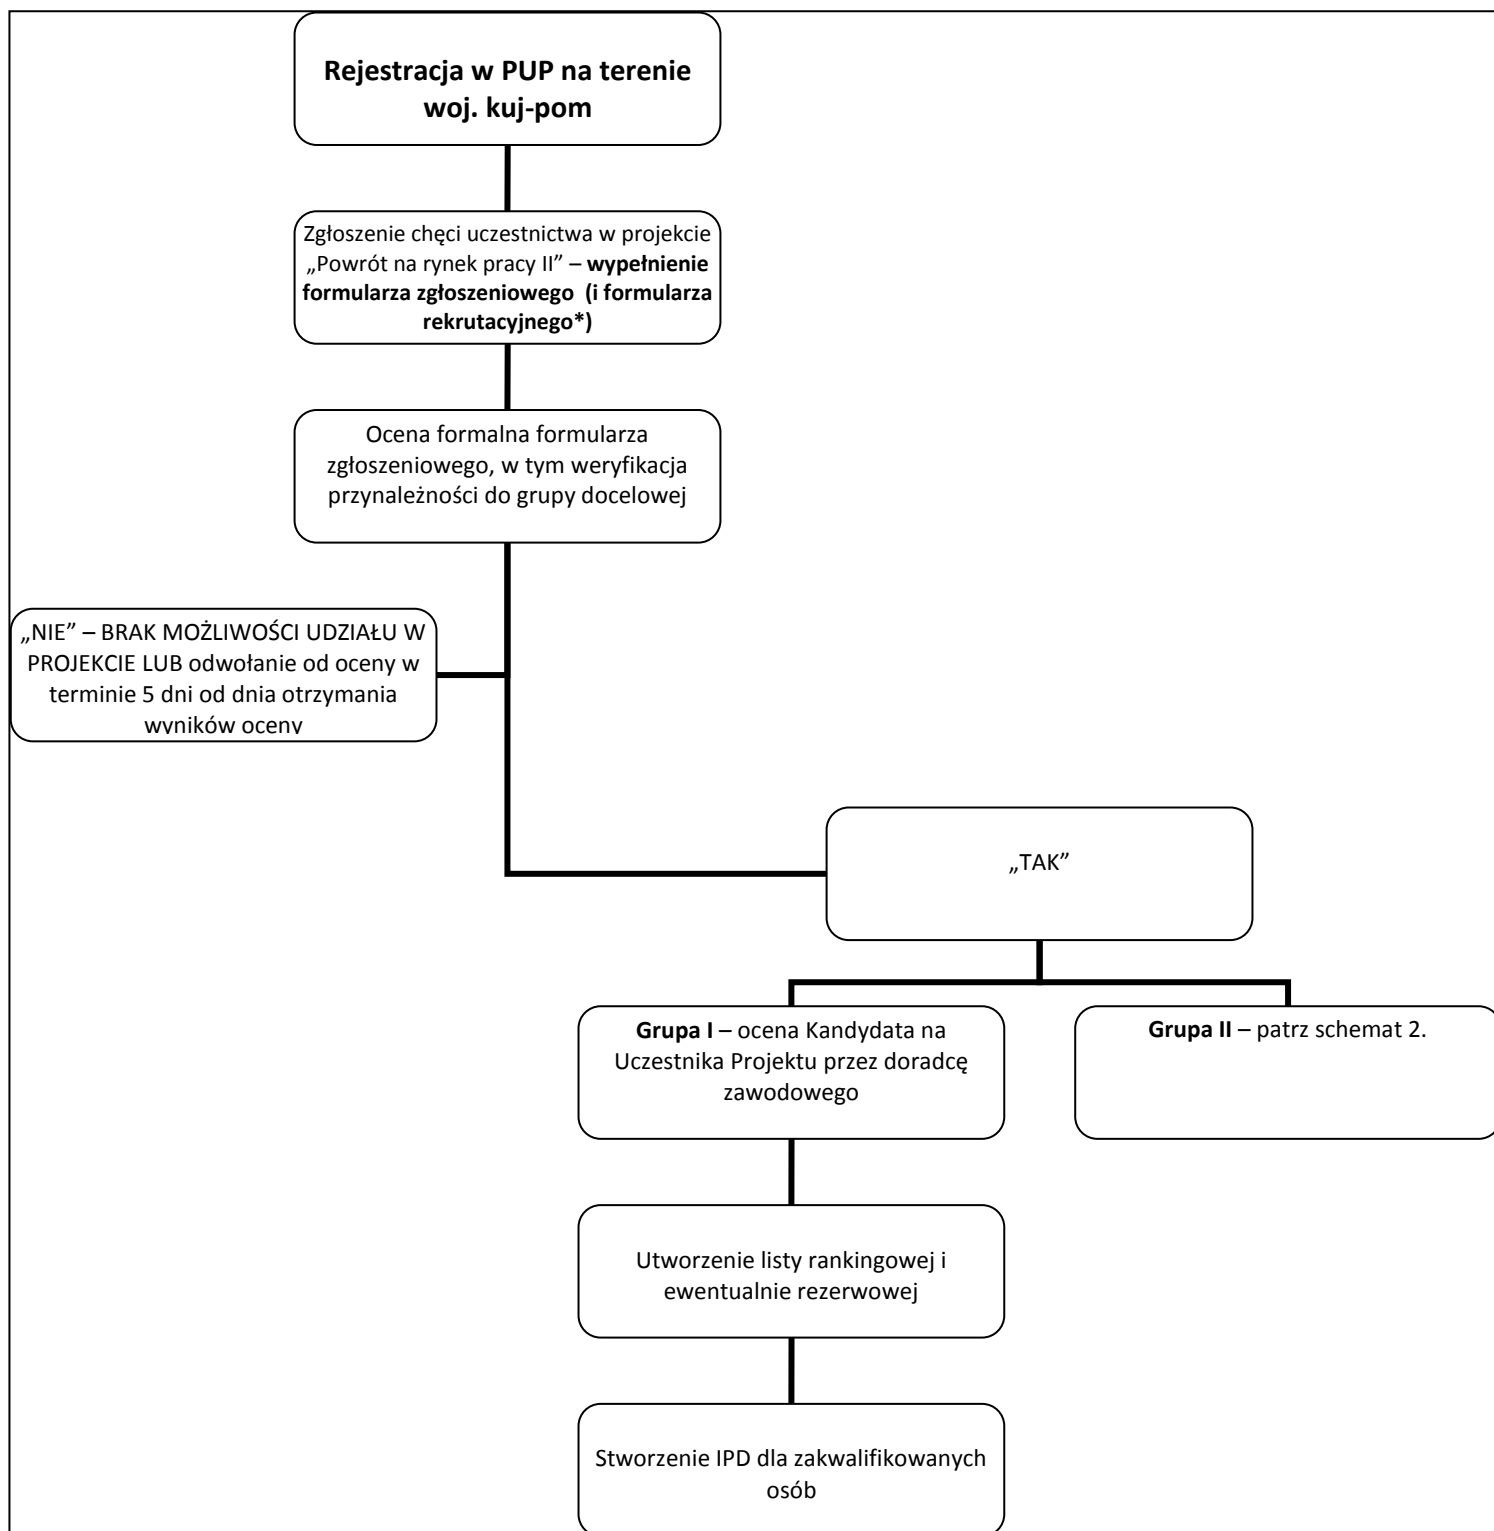 Rejestracja w PUP na terenie
woj. kuj-pom
Zgłoszenie chęci uczestnictwa w projekcie
„Powrót na rynek pracy II” – wypełnienie
formularza zgłoszeniowego (i formularza
rekrutacyjnego*)
Ocena formalna formularza
zgłoszeniowego, w tym weryfikacja
przynależności do grupy docelowej
„NIE” – BRAK MOŻLIWOŚCI UDZIAŁU W
PROJEKCIE LUB odwołanie od oceny w
terminie 5 dni od dnia otrzymania
wyników oceny
„TAK”
Grupa I – ocena Kandydata na
Uczestnika Projektu przez doradcę
zawodowego
Grupa II – patrz schemat 2.
Utworzenie listy rankingowej i
ewentualnie rezerwowej
Stworzenie IPD dla zakwalifikowanych
osób